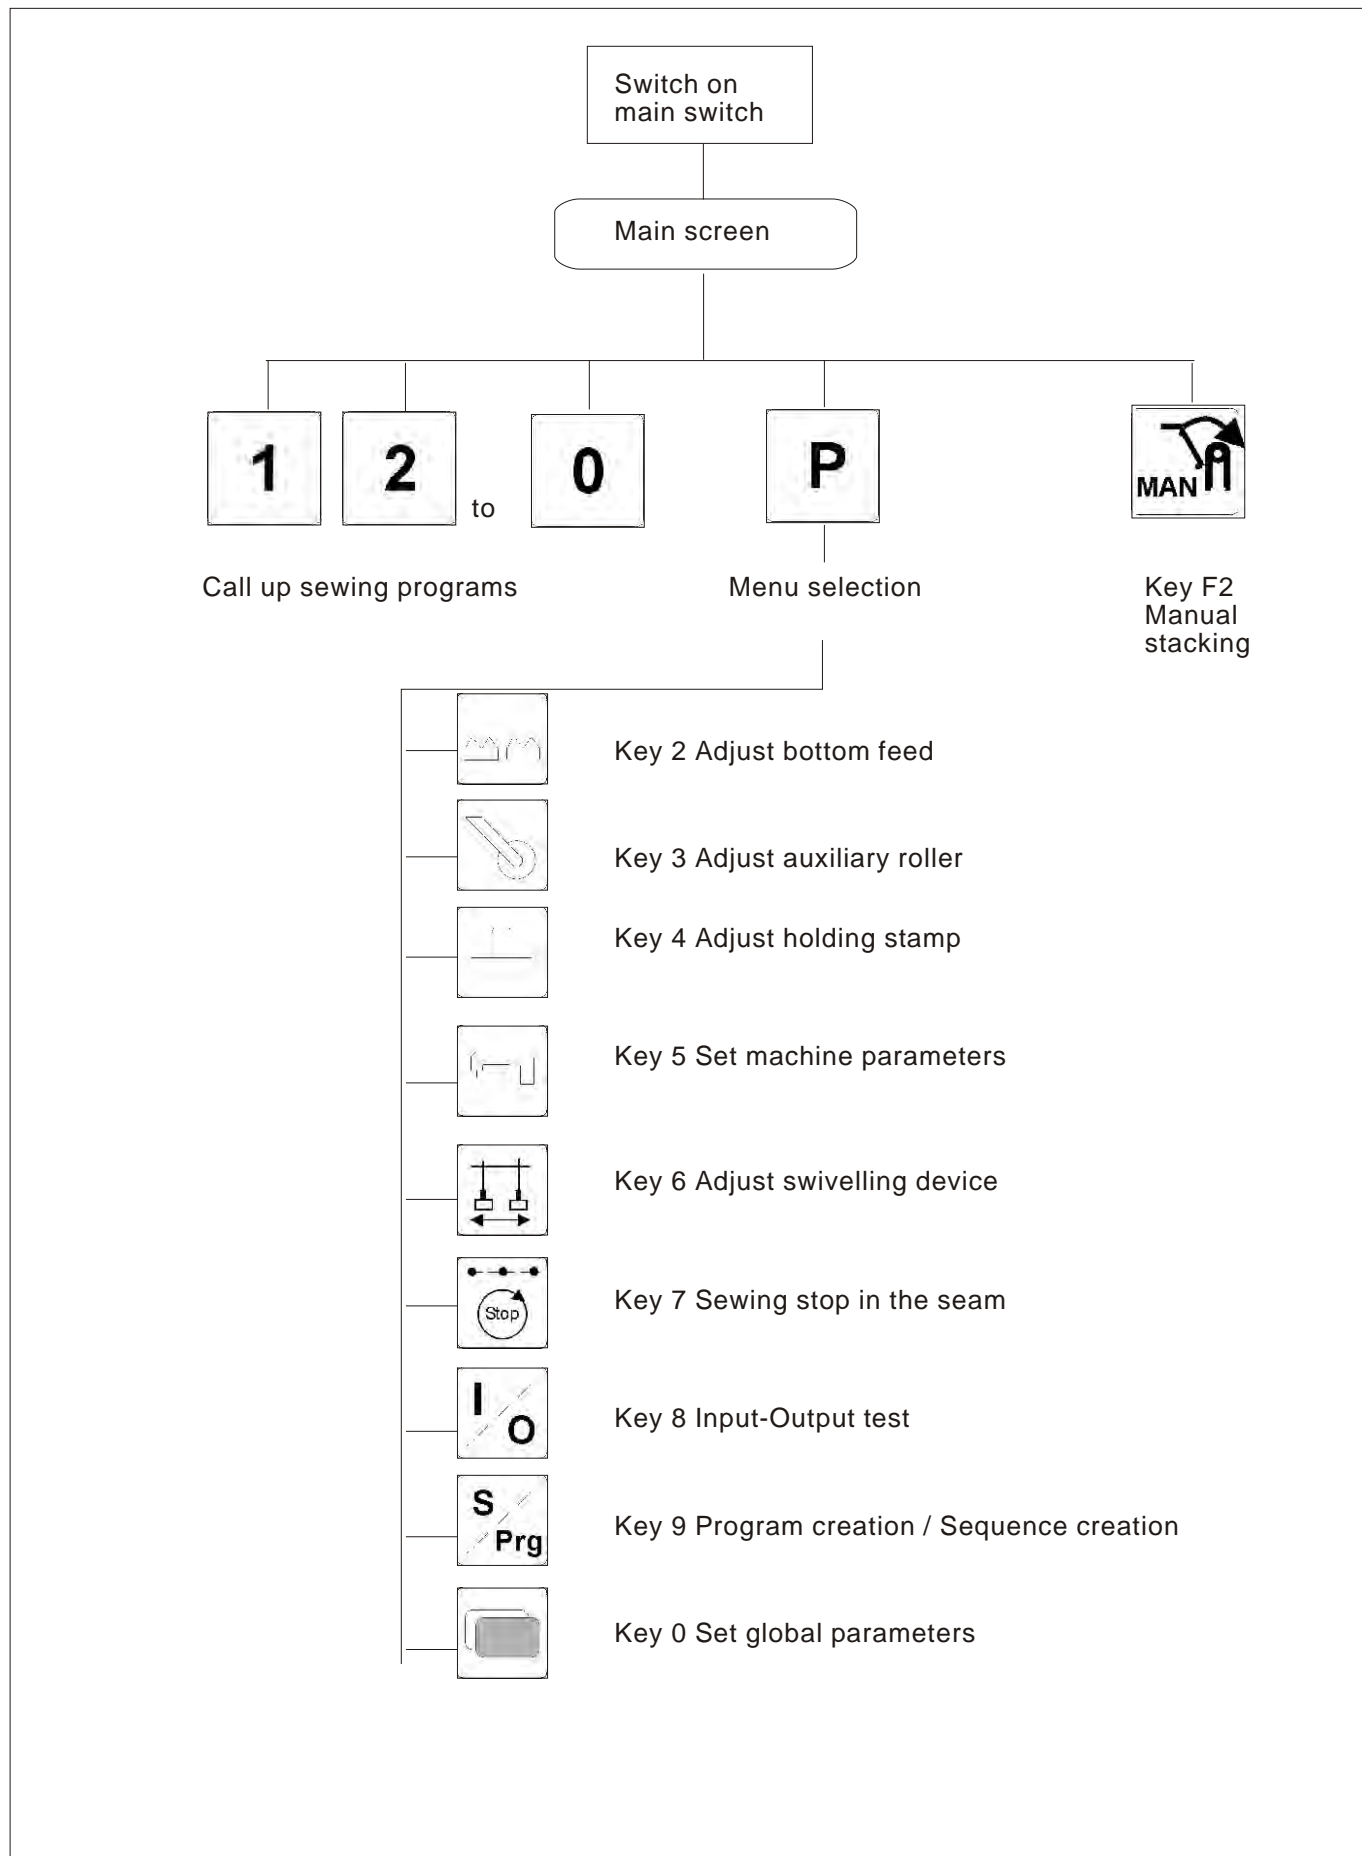 Switch on
main switch
Main screen
1
2
to
0
P
MAN
Call up sewing programs
Menu selection
Key F2
Manual
stacking
Key 2 Adjust bottom feed
Key 3 Adjust auxiliary roller
Key 4 Adjust holding stamp
Key 5 Set machine parameters
Key 6 Adjust swivelling device
Stop
Key 7 Sewing stop in the seam
I
O
Key 8 Input-Output test
S
Prg
Key 9 Program creation / Sequence creation
Key 0 Set global parameters